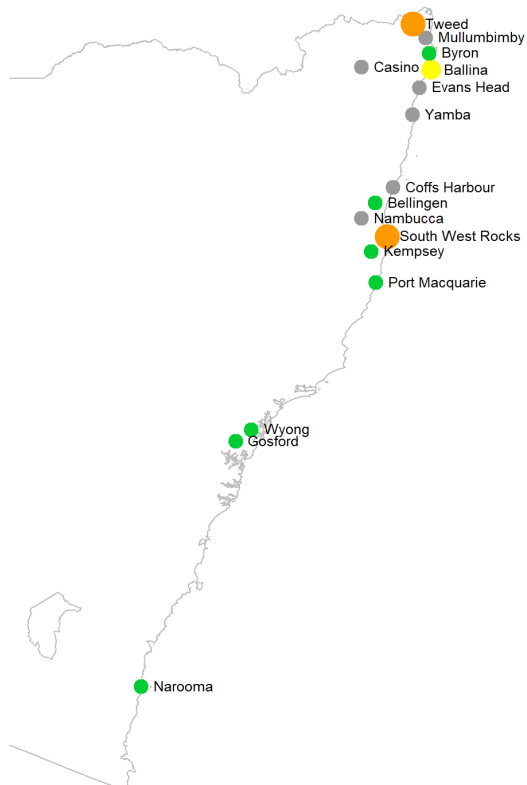 Tweed
Mullumbimby
Byron
Casino
Ballina
Evans Head
Yamba
Coffs Harbour
Bellingen
Nambucca
South West Rocks
Kempsey
Port Macquarie
Wyong
Gosford
Narooma